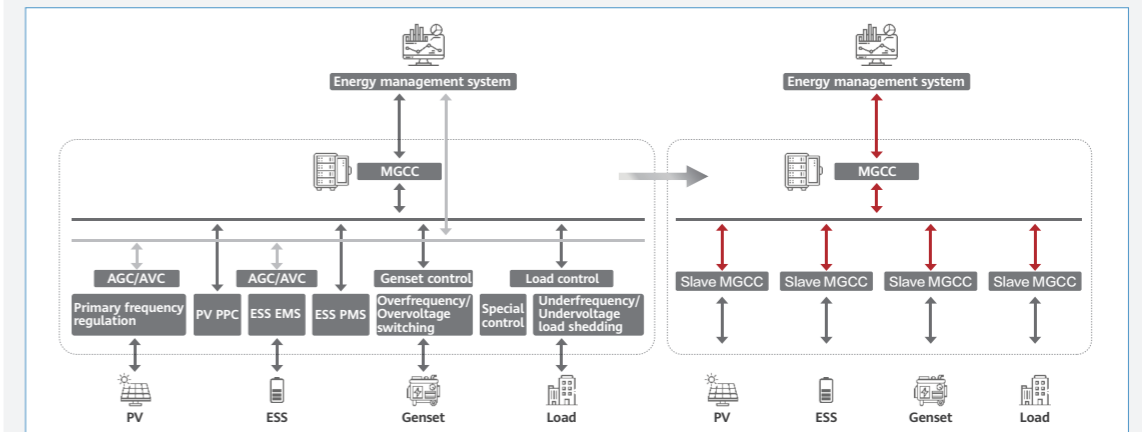 Energy management system
MGCC
AGC/AVC
AGC/AVC
Genset control
Load control
Primary frequency
regulation
PV PPC
ESS EMS
ESS PMS
Overfrequency/
Overvoltage
switching
Special
control
Underfrequency/
Undervoltage
load shedding
PV
ESS
Genset
Load
Energy management system
MGCC
Slave MGCC
Slave MGCC
Slave MGCC
Slave MGCC
PV
ESS
Genset
Load